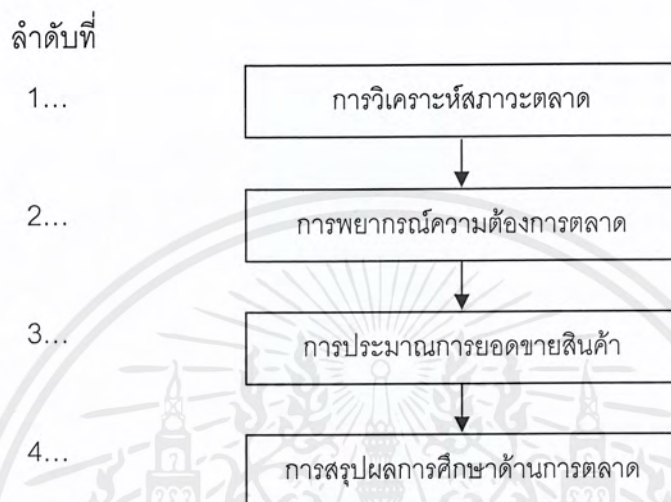 ลำดับที่
1... การวิเคราะห์สภาวะตลาด
2... การพยากรณ์ความต้องการตลาด
3... การประมาณการยอดขายสินค้า
4... การสรุปผลการศึกษาด้านการตลาด